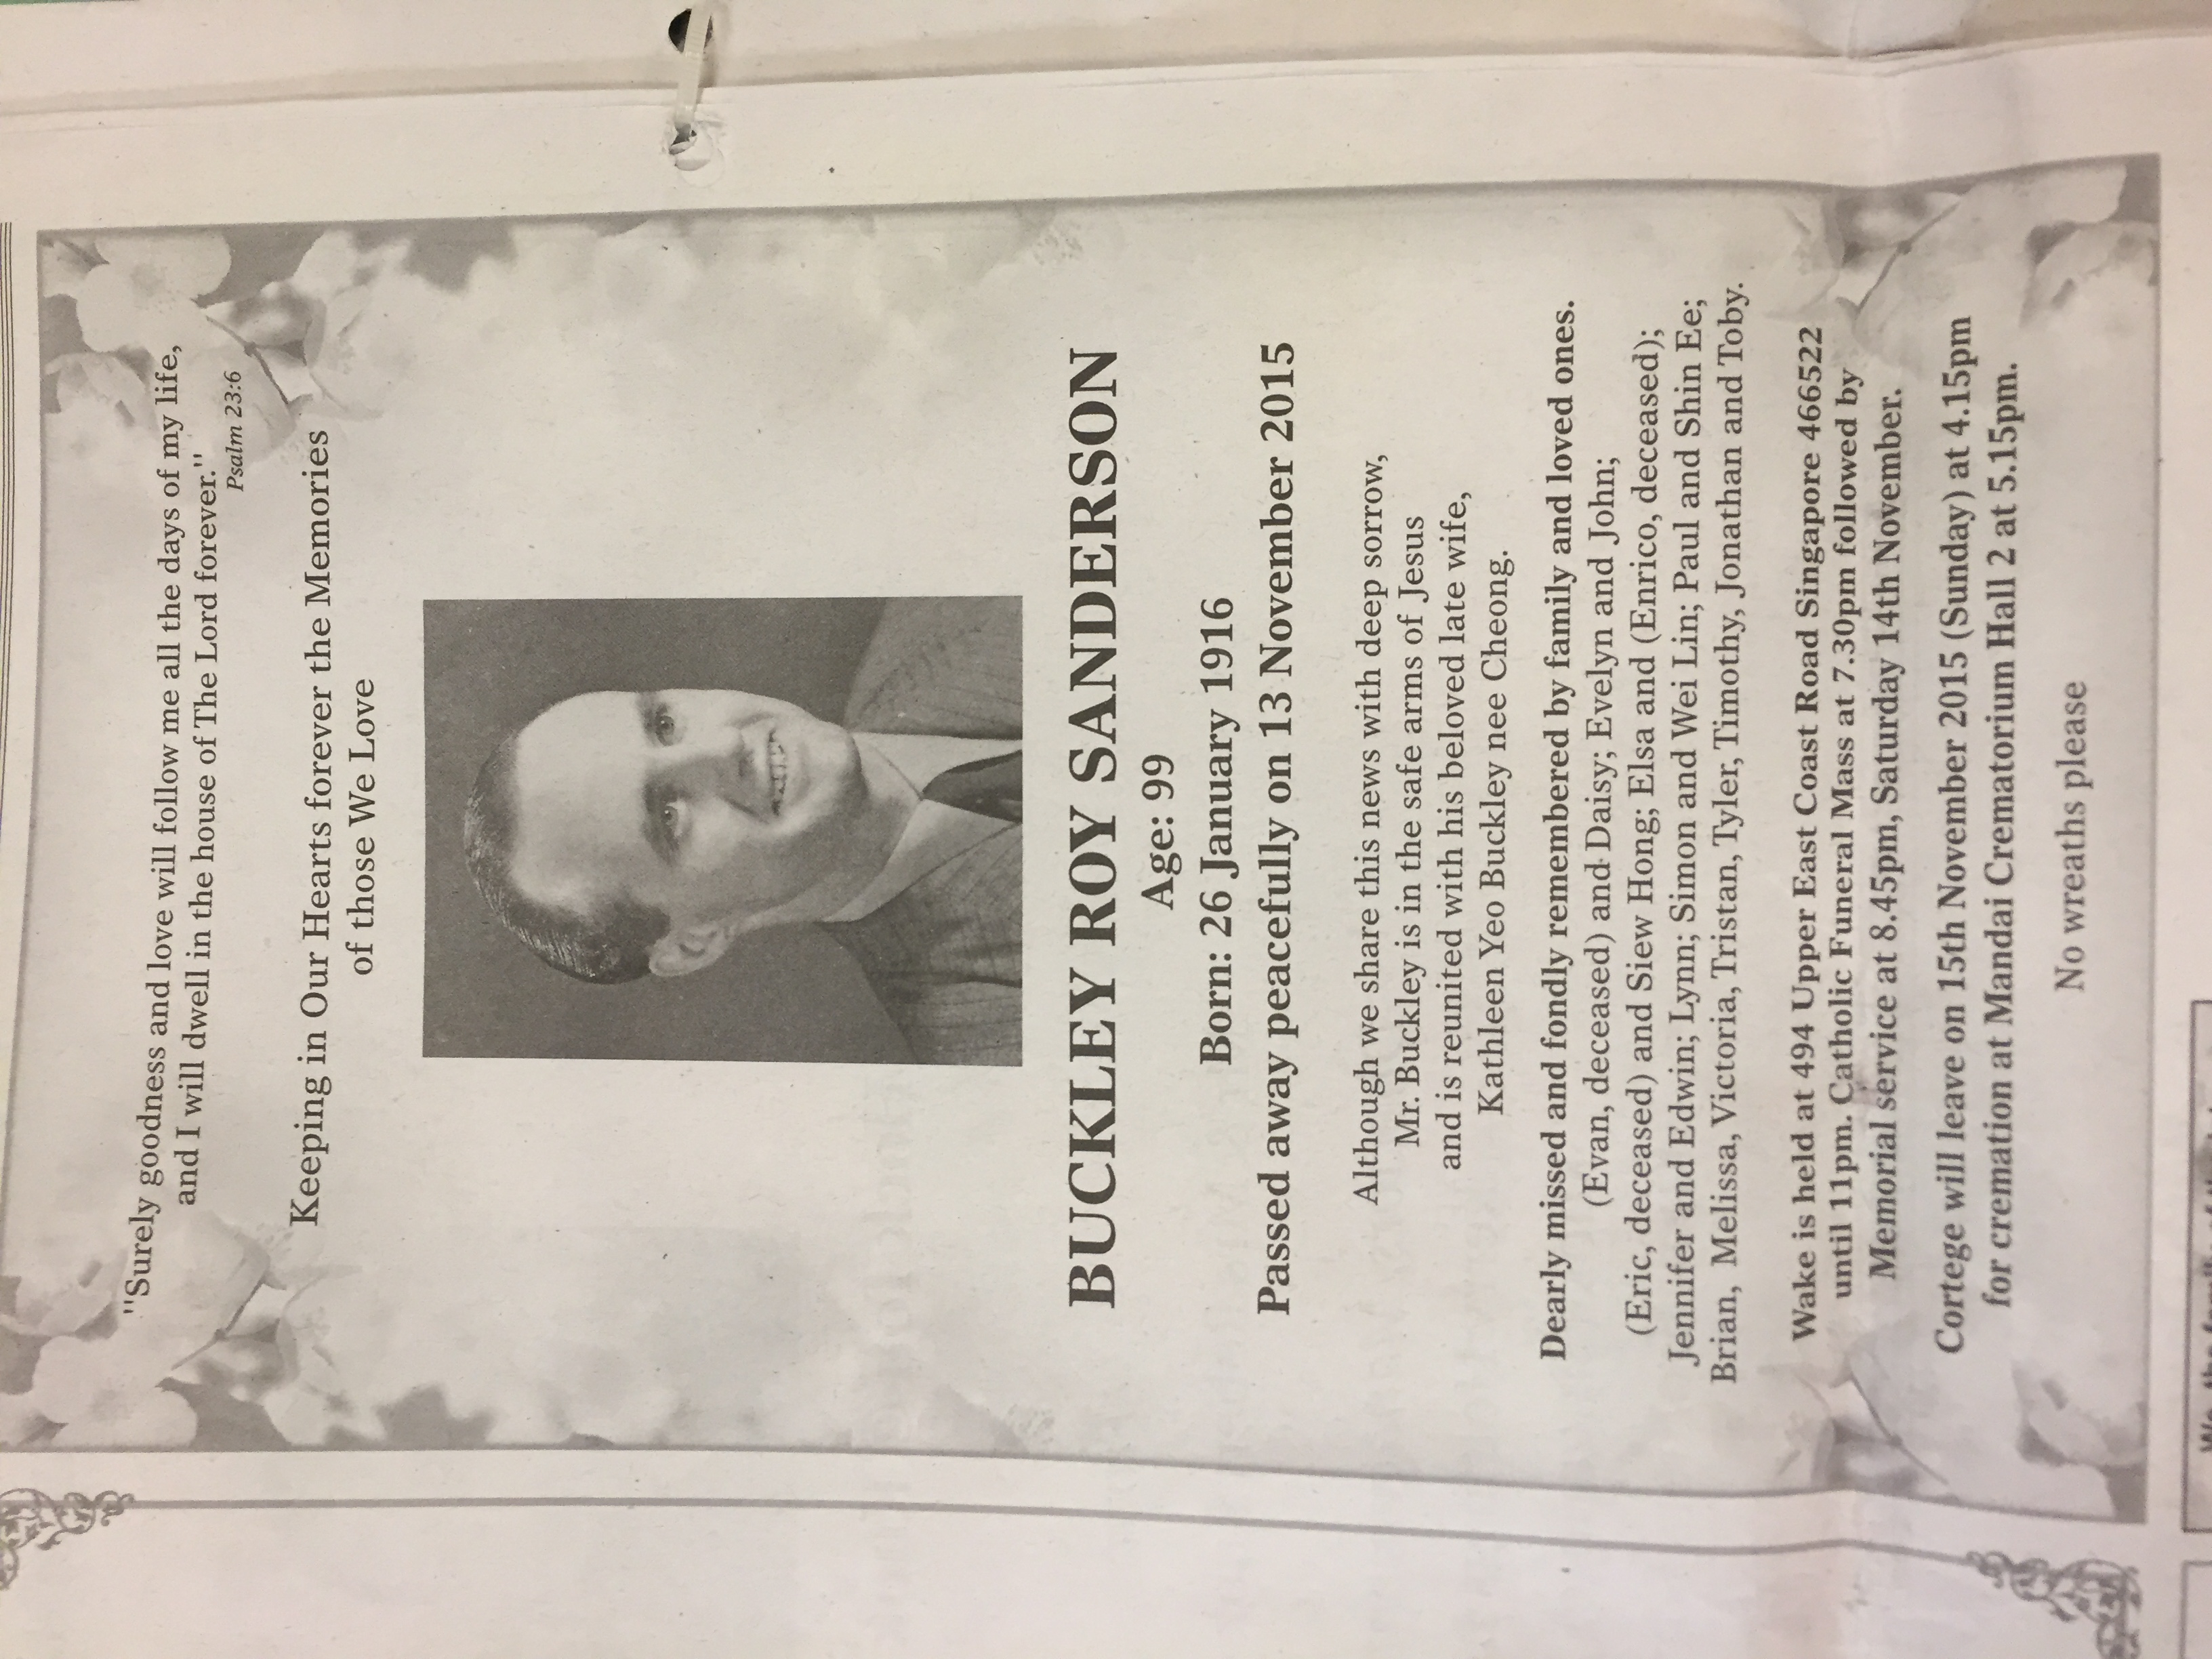 "Surely goodness and love will follow me all the days of my life,
and I will dwell in the house of The Lord forever."
Psalm 23:6
Keeping in Our Hearts forever the Memories
of those We Love
BUCKLEY ROY SANDERSON
Age: 99
Born: 26 January 1916
Passed away peacefully on 13 November 2015
Although we share this news with deep sorrow,
Mr. Buckley is in the safe arms of Jesus
and is reunited with his beloved late wife,
Kathleen Yeo Buckley nee Cheong.
Dearly missed and fondly remembered by family and loved ones.
(Evan, deceased) and Daisy; Evelyn and John;
(Eric, deceased) and Siew Hong; Elsa and (Enrico, deceased);
Jennifer and Edwin; Lynn; Simon and Wei Lin; Paul and Shin Ee;
Brian, Melissa, Victoria, Tristan, Tyler, Timothy, Jonathan and Toby.
Wake is held at 494 Upper East Coast Road Singapore 466522
until 11pm. Catholic Funeral Mass at 7.30pm followed by
Memorial service at 8.45pm, Saturday 14th November.
Cortege will leave on 15th November 2015 (Sunday) at 4.15pm
for cremation at Mandai Crematorium Hall 2 at 5.15pm.
No wreaths please
We, the family of the